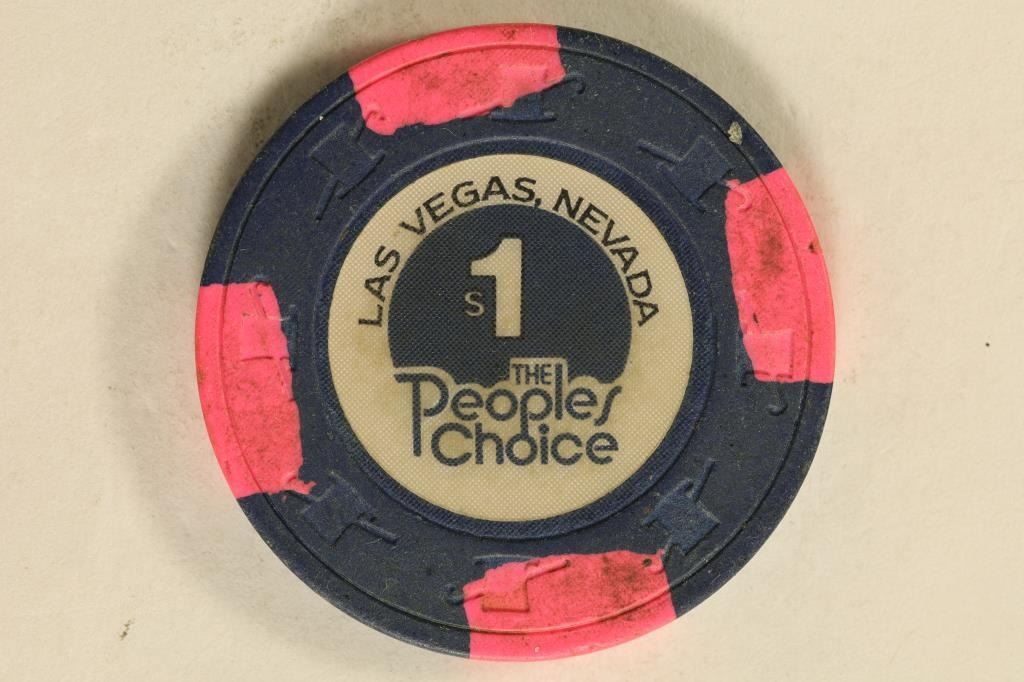 LAS VEGAS, NEVADA
$1
THE
Peoples
Choice